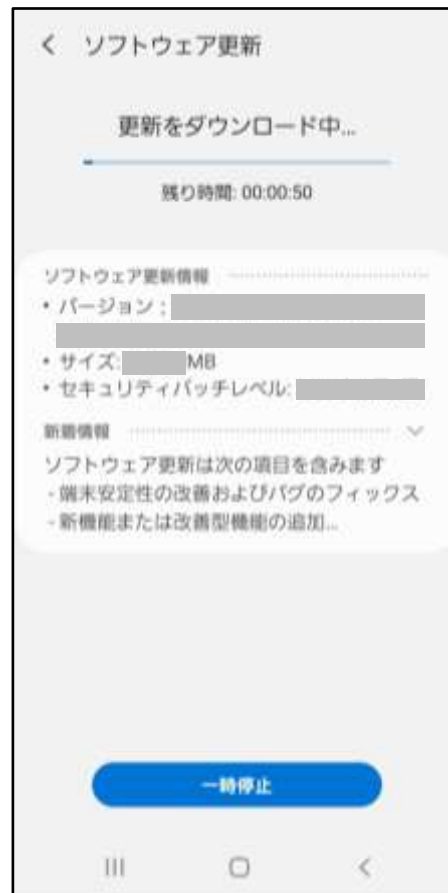 ソフトウェア更新
更新をダウンロード中...
残り時間: 00:00:50
ソフトウェア更新情報
・バージョン :
・サイズ: MB
・セキュリティパッチレベル:
新着情報
ソフトウェア更新は次の項目を含みます
- 端末安定性の改善およびバグのフィックス
- 新機能または改善型機能の追加...
一時停止